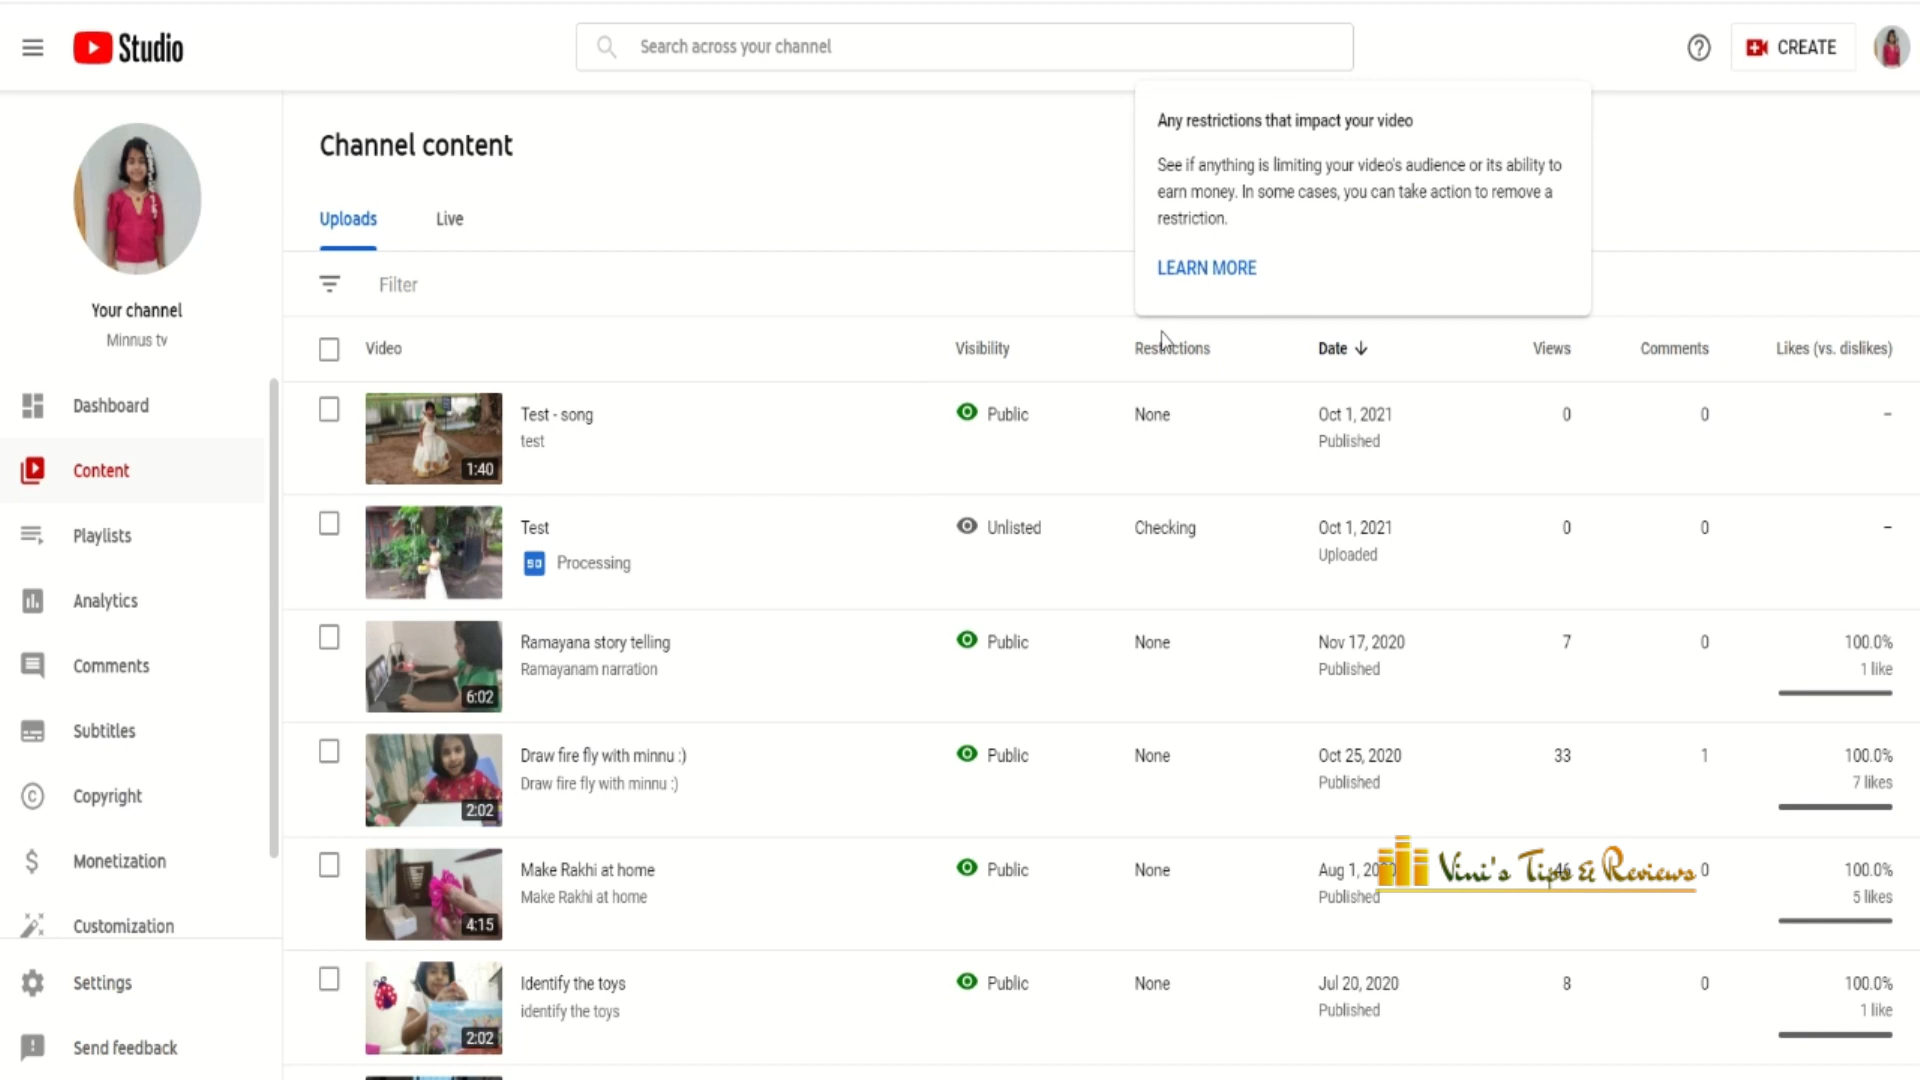 Studio
Search across your channel
CREATE
Any restrictions that impact your video
See if anything is limiting your video's audience or its ability to
earn money. In some cases, you can take action to remove a
restriction.
LEARN MORE
Your channel
Minnus tv
Dashboard
Content
Playlists
Analytics
Comments
Subtitles
Copyright
Monetization
Customization
Settings
Send feedback
Channel content
Uploads Live
Filter
Video Visibility Restrictions Date Views Comments Likes (vs. dislikes)
Test - song Public None Oct 1, 2021 0 0 –
test Published
1:40
Test Unlisted Checking Oct 1, 2021 0 0 –
SD Processing Uploaded
Ramayana story telling Public None Nov 17, 2020 7 0 100.0%
Ramayanam narration Published 1 like
6:02
Draw fire fly with minnu :) Public None Oct 25, 2020 33 1 100.0%
Draw fire fly with minnu :) Published 7 likes
2:02
Make Rakhi at home Public None Aug 1, 2020 46 0 100.0%
Make Rakhi at home Published 5 likes
4:15
Vini's Tips & Reviews
Identify the toys Public None Jul 20, 2020 8 0 100.0%
identify the toys Published 1 like
2:02